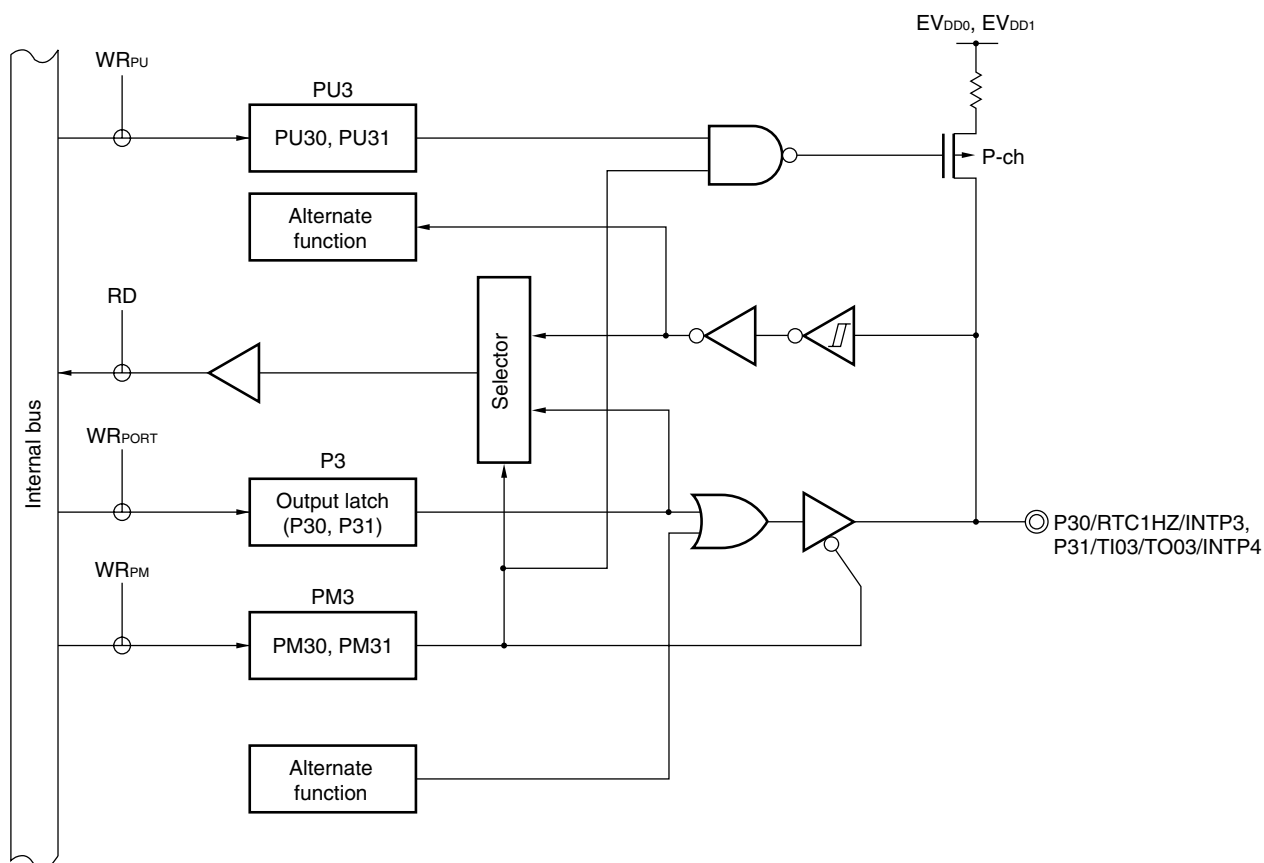 EVDD0, EVDD1
WRPU
PU3
PU30, PU31
P-ch
Alternate
function
RD
Selector
Internal bus
WRPORT
P3
Output latch
(P30, P31)
P30/RTC1HZ/INTP3,
P31/TI03/TO03/INTP4
WRPM
PM3
PM30, PM31
Alternate
function